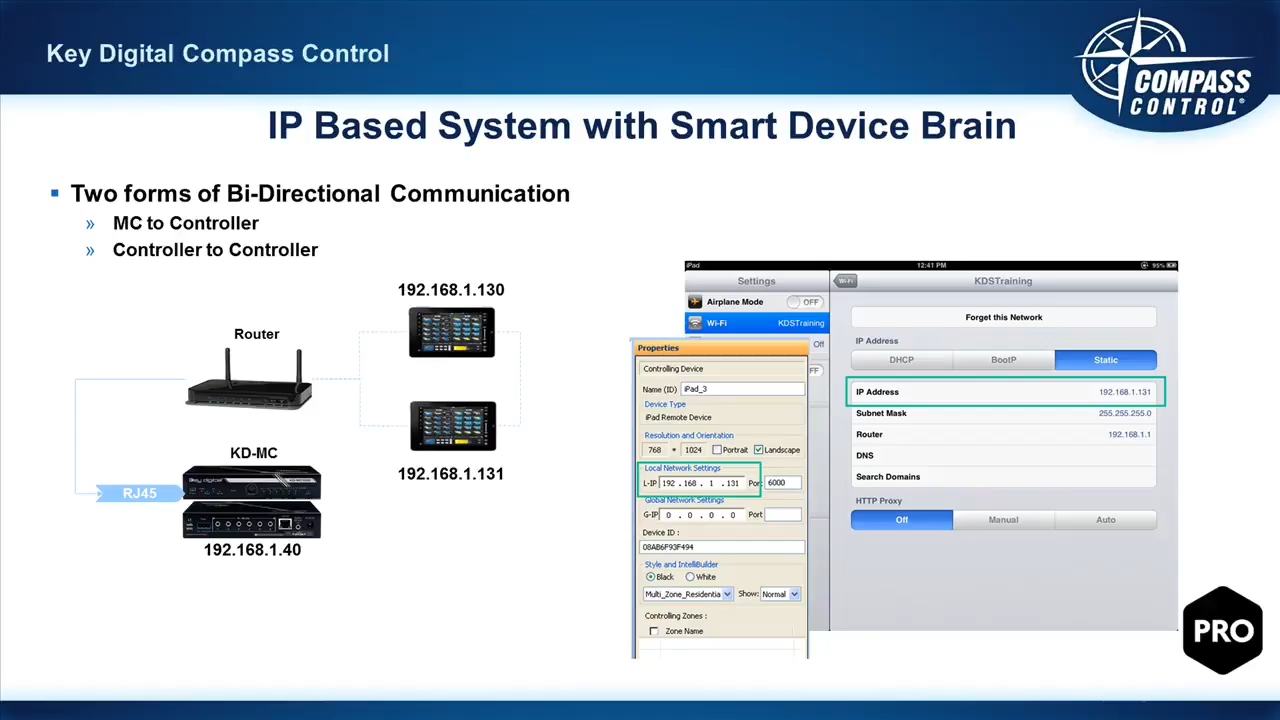 Key Digital Compass Control
COMPASS
CONTROL®
IP Based System with Smart Device Brain
Two forms of Bi-Directional Communication
» MC to Controller
» Controller to Controller
192.168.1.130
Router
192.168.1.131
KD-MC
RJ45
key digital
192.168.1.40
iPad
12:41 PM
95%
Settings
Airplane Mode
OFF
Wi-Fi
KDSTraining
Off
FF
Wi-Fi
KDSTraining
Forget this Network
IP Address
DHCP
BootP
Static
IP Address 192.168.1.131
Subnet Mask 255.255.255.0
Router 192.168.1.1
DNS
Search Domains
HTTP Proxy
Off
Manual
Auto
Properties
Controlling Device
Name (ID) iPad_3
Device Type
iPad Remote Device
Resolution and Orientation
768 * 1024 Portrait Landscape
Local Network Settings
L-IP 192 . 168 . 1 . 131 Por 6000
Global Network Settings
G-IP 0 . 0 . 0 . 0 Port
Device ID :
08AB6F93F494
Style and IntelliBuilder
Black White
Multi_Zone_Residentia Show: Normal
Controlling Zones :
Zone Name
PRO